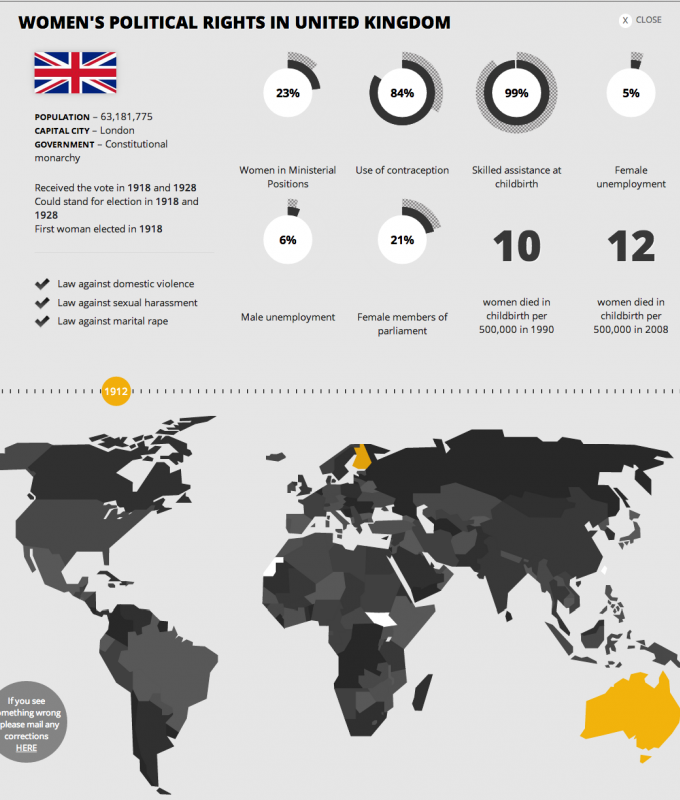 WOMEN'S POLITICAL RIGHTS IN UNITED KINGDOM
X CLOSE
POPULATION – 63,181,775
CAPITAL CITY – London
GOVERNMENT – Constitutional
monarchy
Received the vote in 1918 and 1928
Could stand for election in 1918 and
1928
First woman elected in 1918
Law against domestic violence
Law against sexual harassment
Law against marital rape
23%
Women in Ministerial
Positions
84%
Use of contraception
99%
Skilled assistance at
childbirth
5%
Female
unemployment
6%
Male unemployment
21%
Female members of
parliament
10
women died in
childbirth per
500,000 in 1990
12
women died in
childbirth per
500,000 in 2008
1912
If you see
omething wrong
please mail any
corrections
HERE